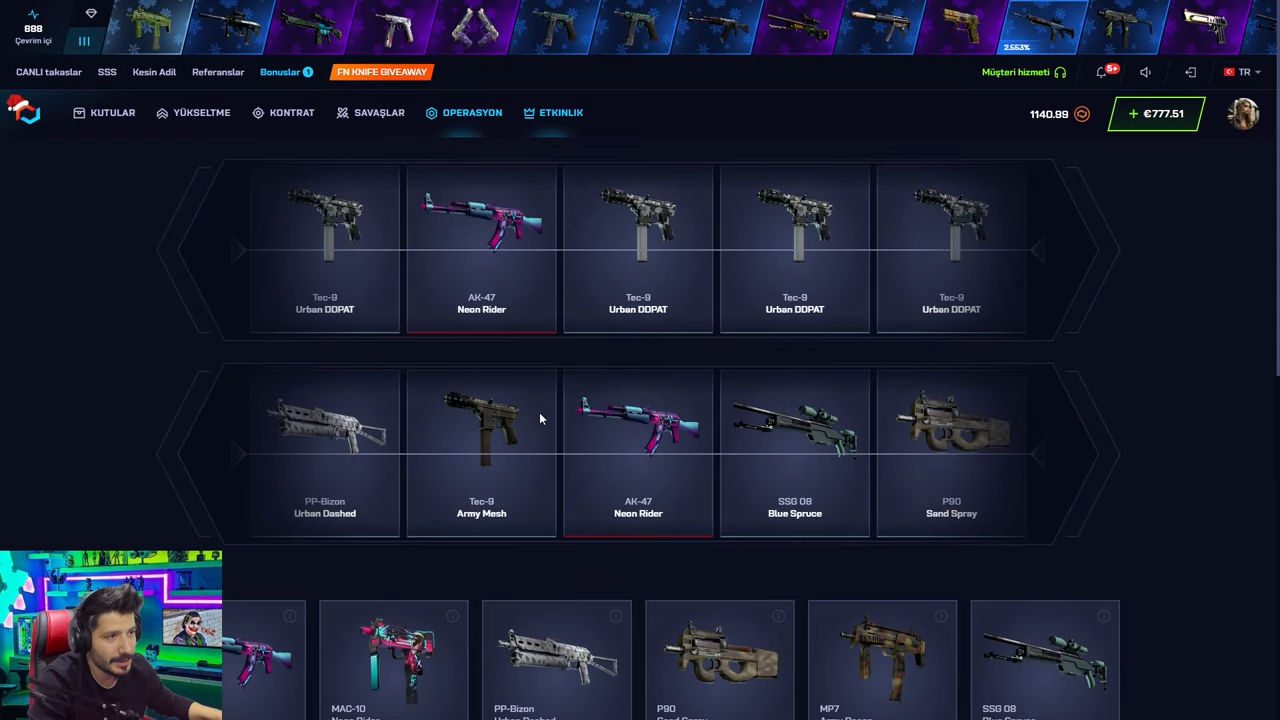 888
Çevrim içi
2.553%
CANLI takaslar SSS Kesin Adil Referanslar Bonuslar 1 FN KNIFE GIVEAWAY Müşteri hizmeti 5+ TR
KUTULAR YÜKSELTME KONTRAT SAVAŞLAR OPERASYON ETKINLIK 1140.99 + €777.51
Tec-9 AK-47 Tec-9 Tec-9 Tec-9
Urban DDPAT Neon Rider Urban DDPAT Urban DDPAT Urban DDPAT
PP-Bizon Tec-9 AK-47 SSG 08 P90
Urban Dashed Army Mesh Neon Rider Blue Spruce Sand Spray
MAC-10 PP-Bizon P90 MP7 SSG 08